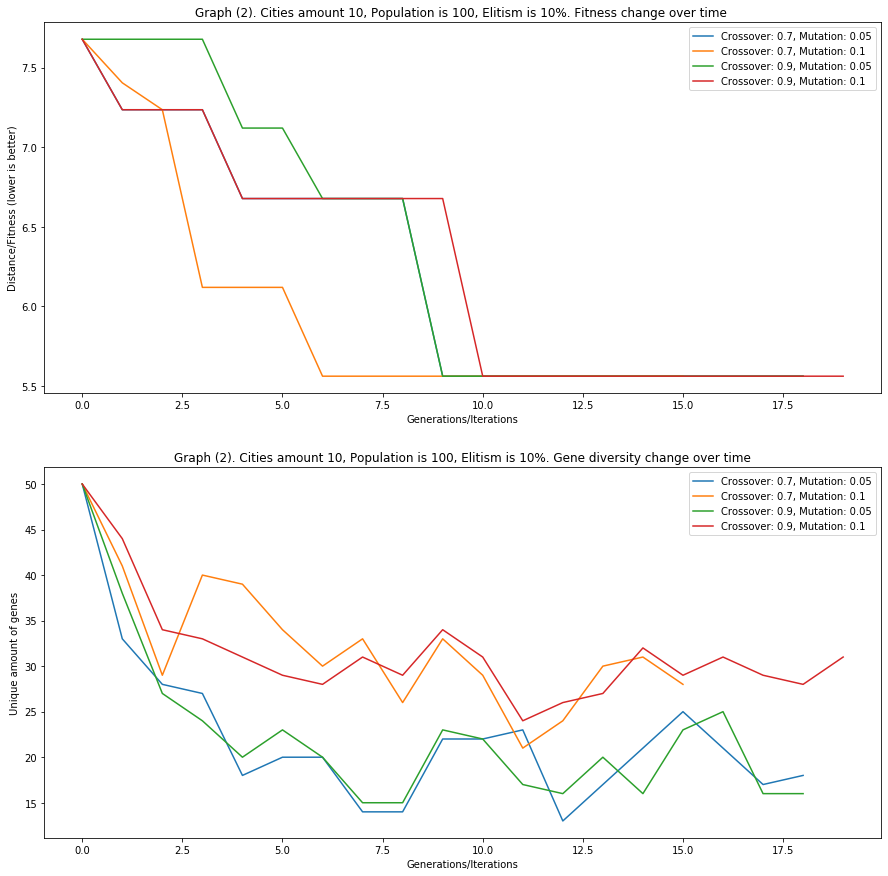 Graph (2). Cities amount 10, Population is 100, Elitism is 10%. Fitness change over time
Crossover: 0.7, Mutation: 0.05
Crossover: 0.7, Mutation: 0.1
Crossover: 0.9, Mutation: 0.05
Crossover: 0.9, Mutation: 0.1
Distance/Fitness (lower is better)
7.5
7.0
6.5
6.0
5.5
0.0 2.5 5.0 7.5 10.0 12.5 15.0 17.5
Generations/Iterations
Graph (2). Cities amount 10, Population is 100, Elitism is 10%. Gene diversity change over time
Crossover: 0.7, Mutation: 0.05
Crossover: 0.7, Mutation: 0.1
Crossover: 0.9, Mutation: 0.05
Crossover: 0.9, Mutation: 0.1
Unique amount of genes
50
45
40
35
30
25
20
15
0.0 2.5 5.0 7.5 10.0 12.5 15.0 17.5
Generations/Iterations